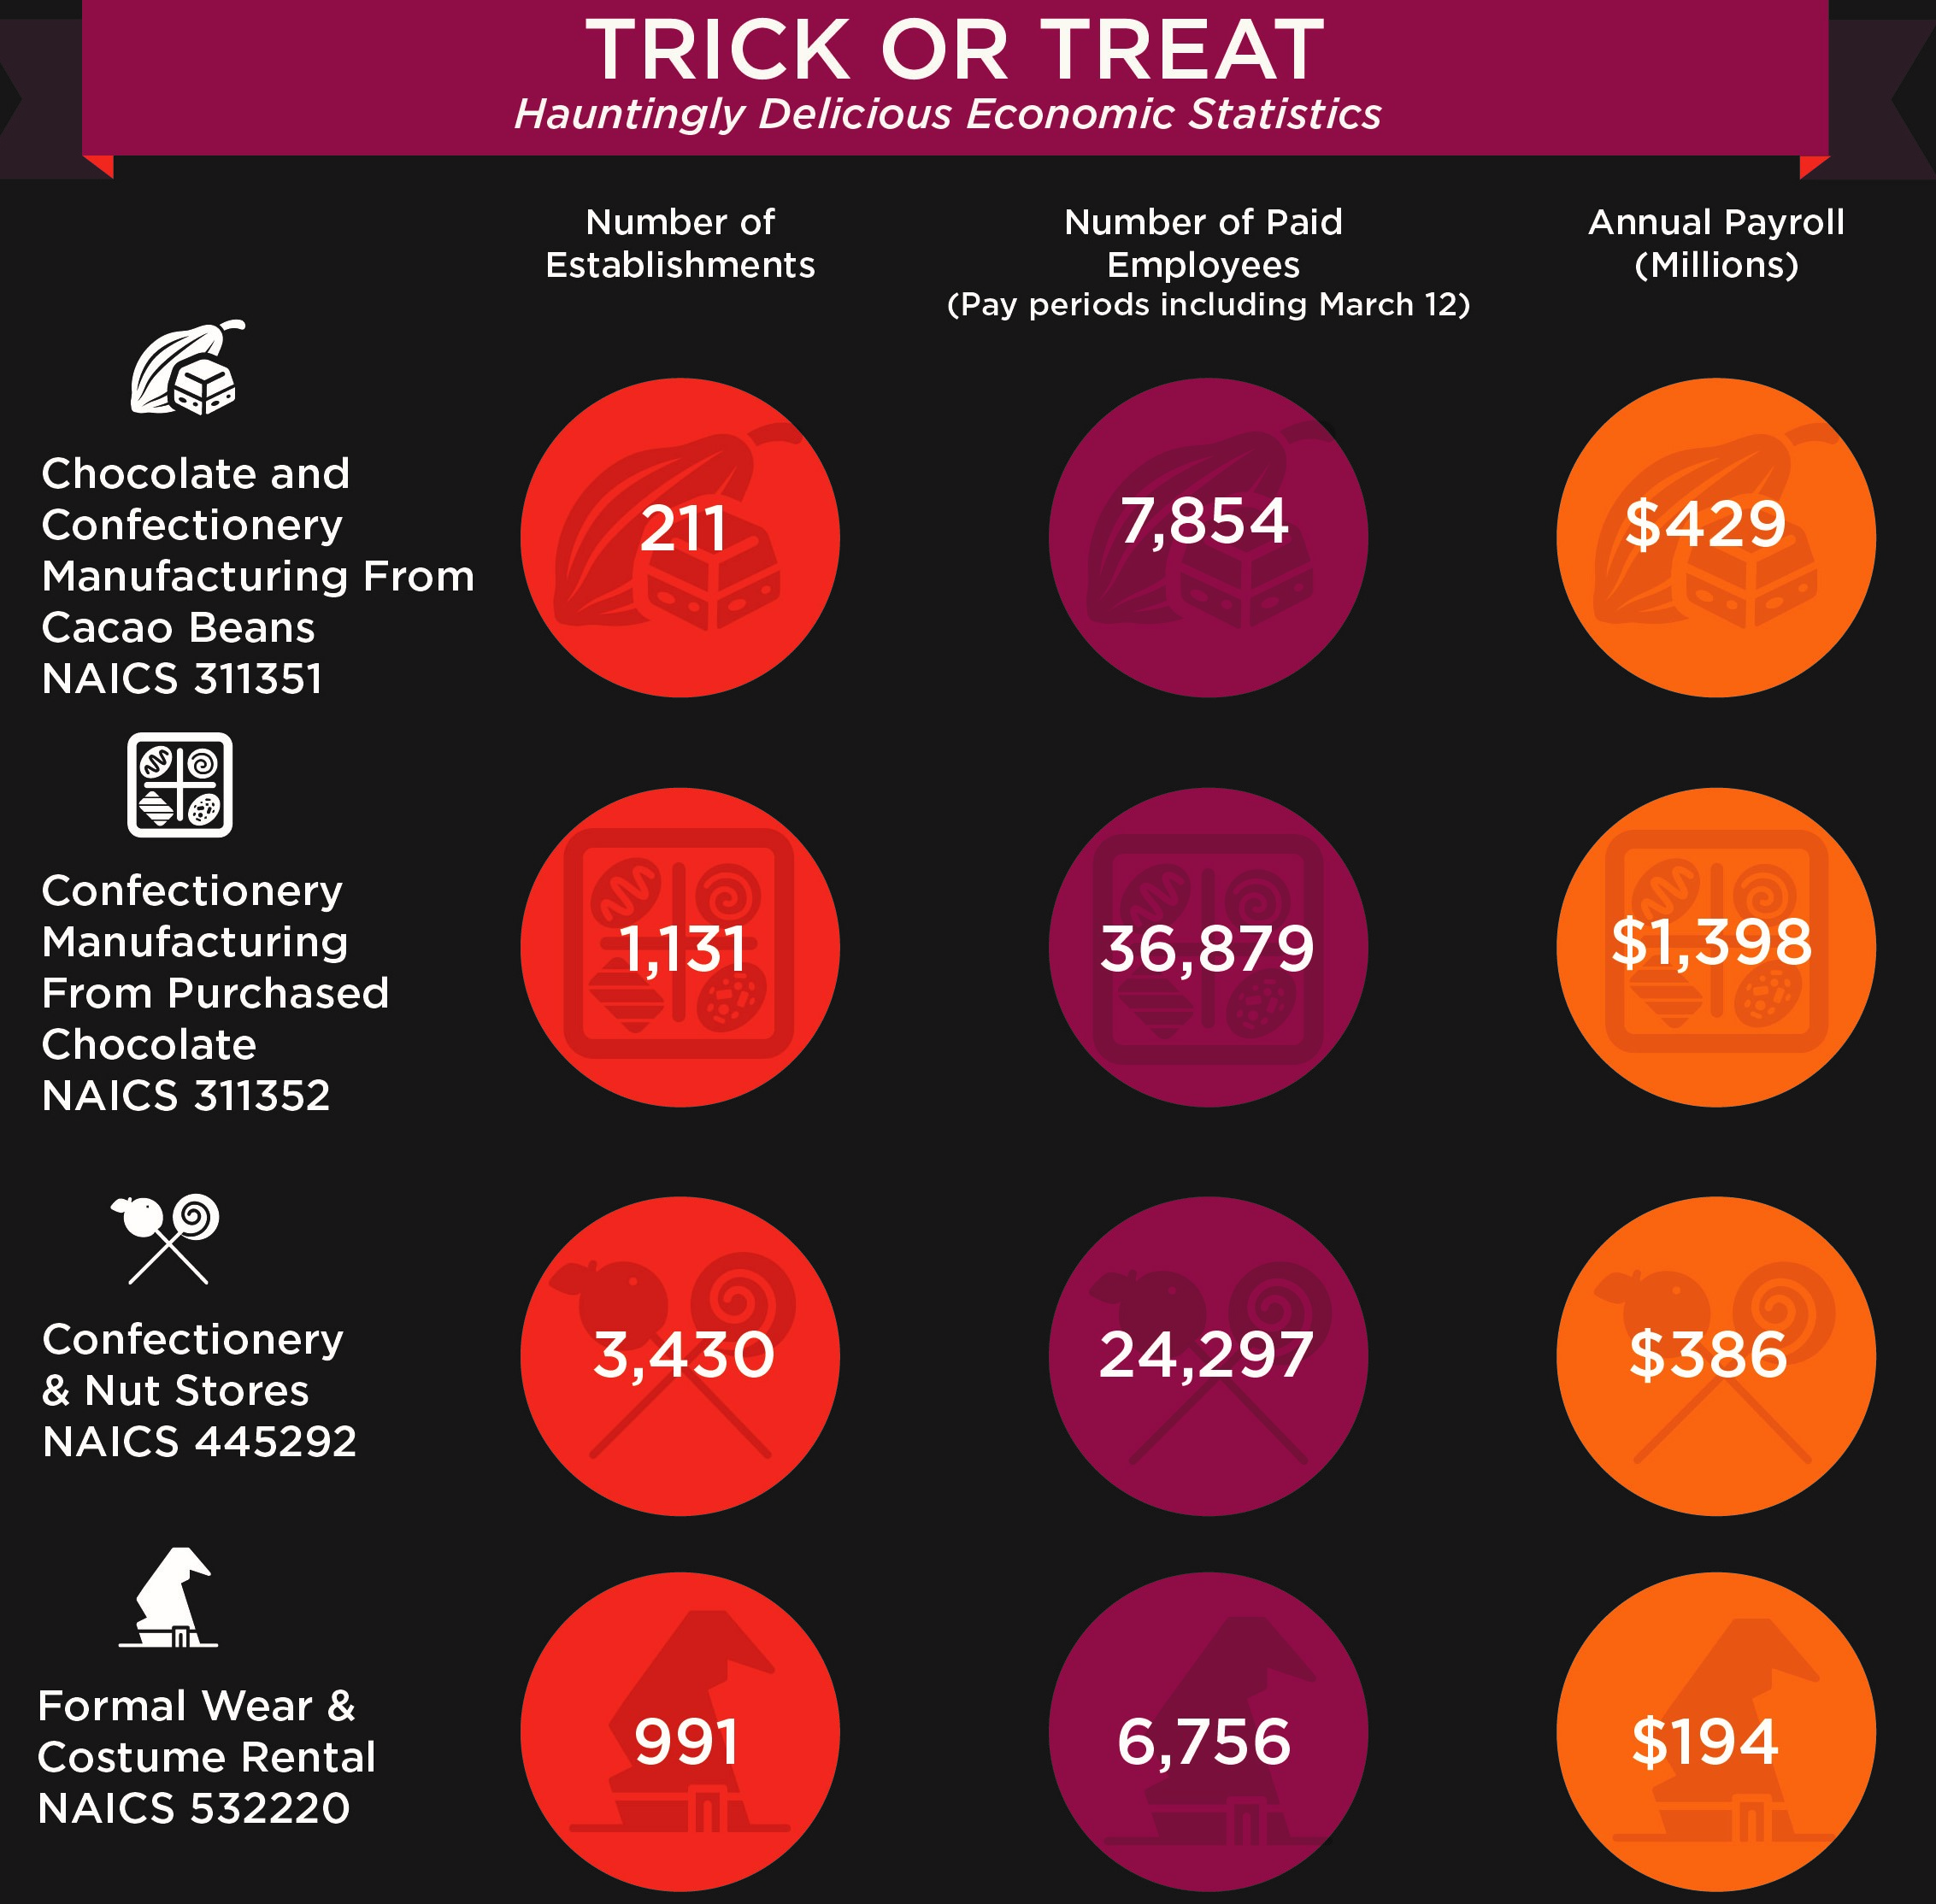 TRICK OR TREAT
Hauntingly Delicious Economic Statistics
Number of
Establishments
Number of Paid
Employees
(Pay periods including March 12)
Annual Payroll
(Millions)
Chocolate and
Confectionery
Manufacturing From
Cacao Beans
NAICS 311351
211
7,854
$429
Confectionery
Manufacturing
From Purchased
Chocolate
NAICS 311352
1,131
36,879
$1,398
Confectionery
& Nut Stores
NAICS 445292
3,430
24,297
$386
Formal Wear &
Costume Rental
NAICS 532220
991
6,756
$194